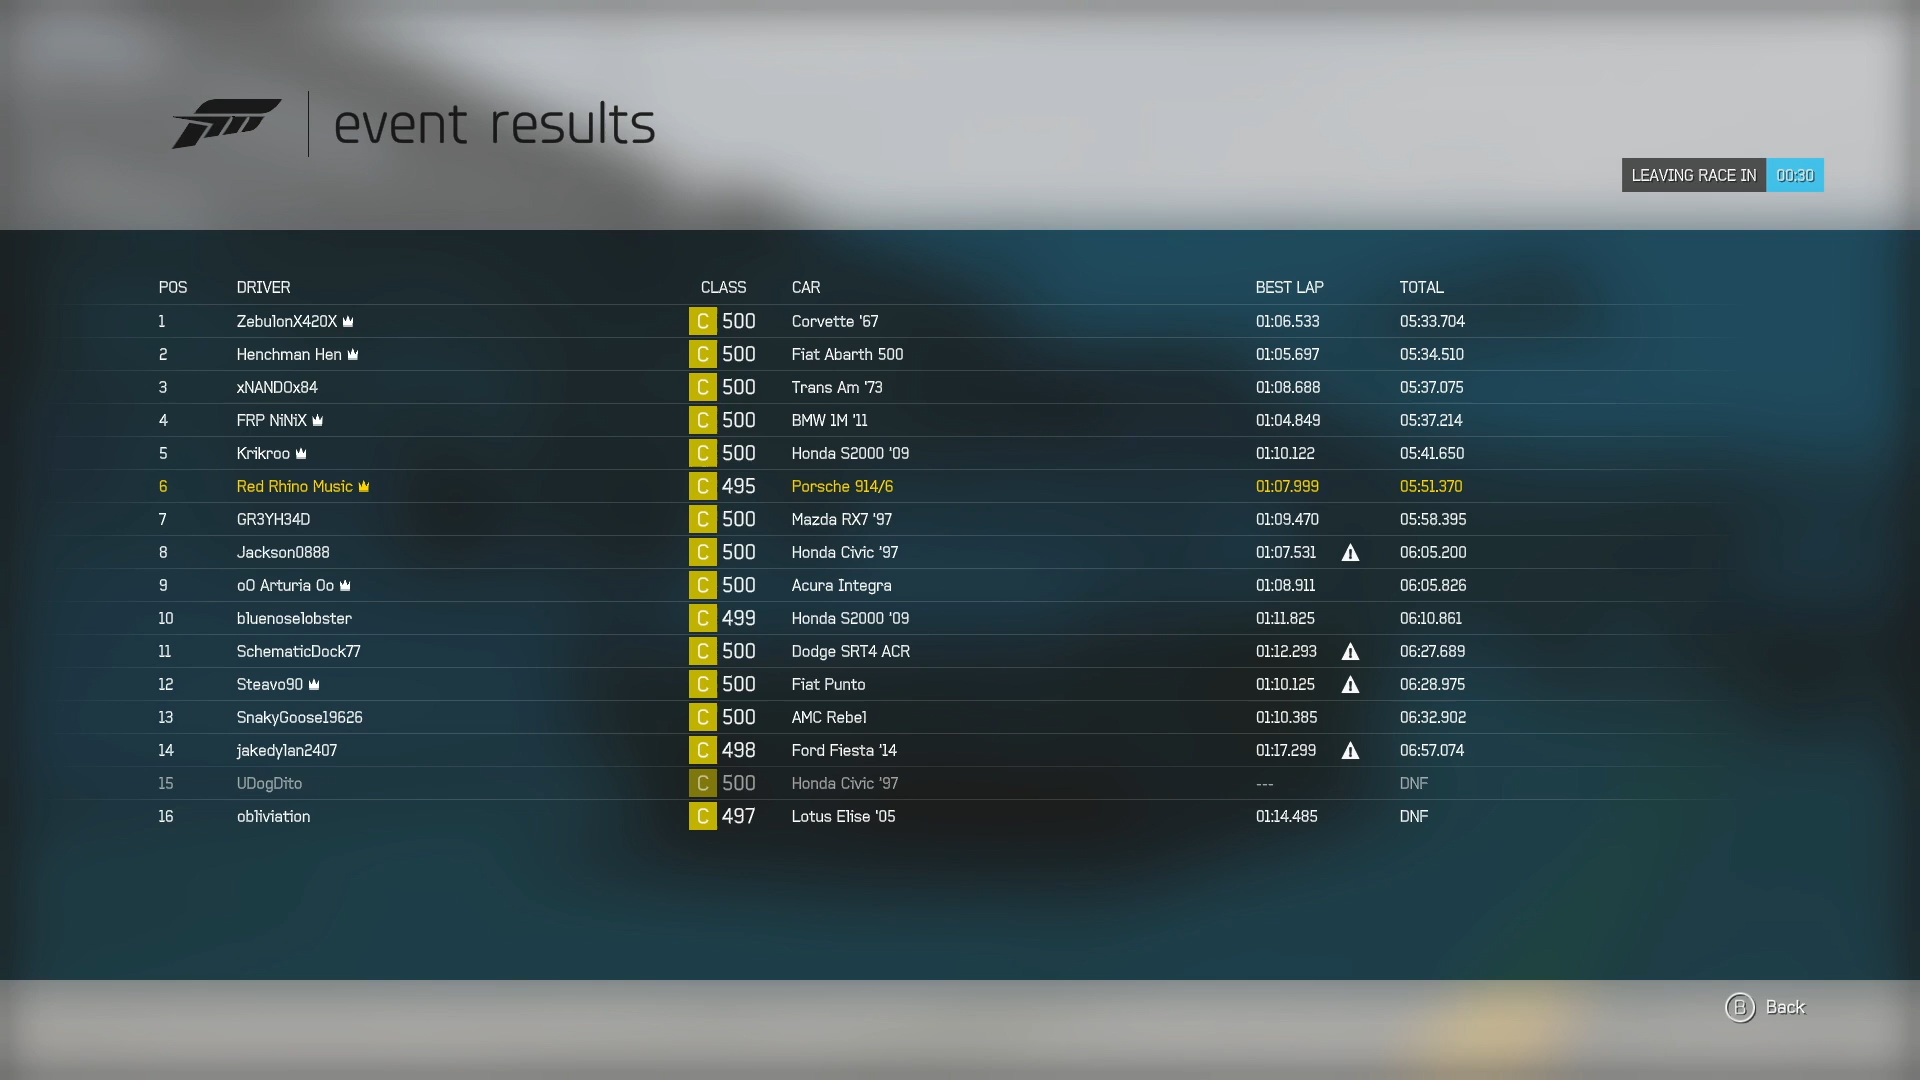 event results
LEAVING RACE IN 00:30
POS DRIVER CLASS CAR BEST LAP TOTAL
1 ZebulonX420X C 500 Corvette '67 01:06.533 05:33.704
2 Henchman Hen C 500 Fiat Abarth 500 01:05.697 05:34.510
3 xNANDOx84 C 500 Trans Am '73 01:08.688 05:37.075
4 FRP NiNiX C 500 BMW 1M '11 01:04.849 05:37.214
5 Krikroo C 500 Honda S2000 '09 01:10.122 05:41.650
6 Red Rhino Music C 495 Porsche 914/6 01:07.999 05:51.370
7 GR3YH34D C 500 Mazda RX7 '97 01:09.470 05:58.395
8 Jackson0888 C 500 Honda Civic '97 01:07.531 06:05.200
9 oO Arturia Oo C 500 Acura Integra 01:08.911 06:05.826
10 bluenoselobster C 499 Honda S2000 '09 01:11.825 06:10.861
11 SchematicDock77 C 500 Dodge SRT4 ACR 01:12.293 06:27.689
12 Steavo90 C 500 Fiat Punto 01:10.125 06:28.975
13 SnakyGoose19626 C 500 AMC Rebel 01:10.385 06:32.902
14 jakedylan2407 C 498 Ford Fiesta '14 01:17.299 06:57.074
15 UDogDito C 500 Honda Civic '97 --- DNF
16 obliviation C 497 Lotus Elise '05 01:14.485 DNF
B Back